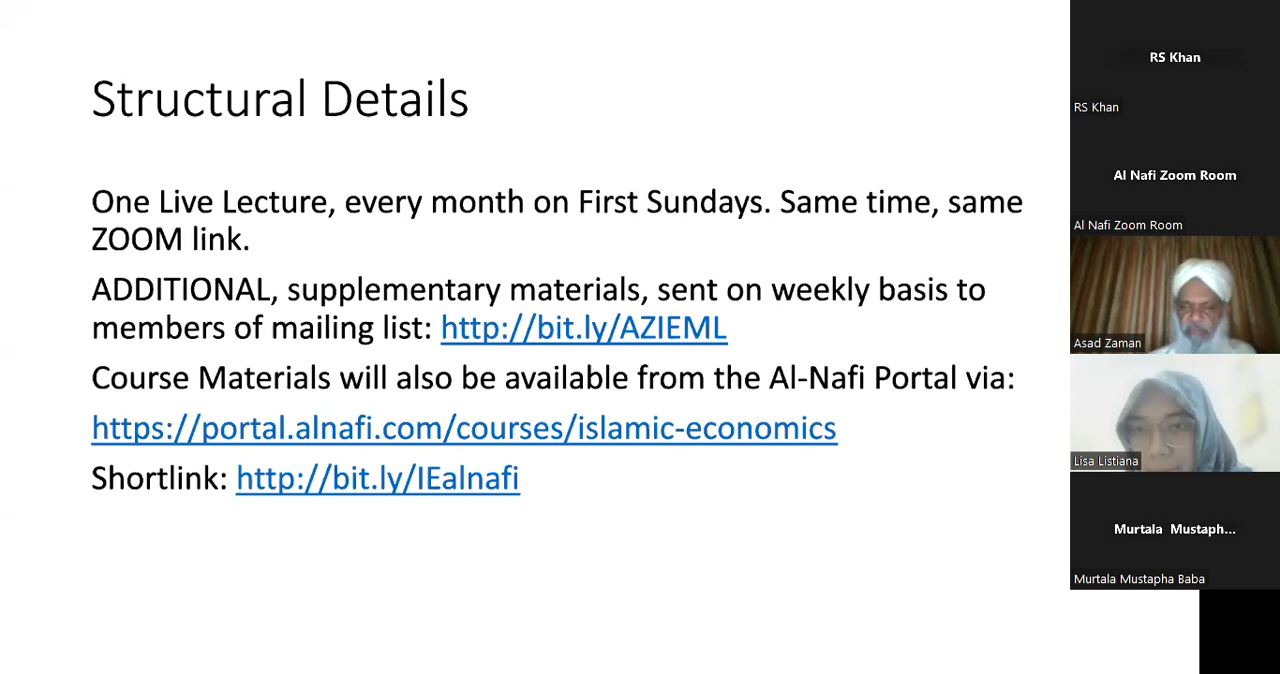 Structural Details
One Live Lecture, every month on First Sundays. Same time, same
ZOOM link.
ADDITIONAL, supplementary materials, sent on weekly basis to
members of mailing list: http://bit.ly/AZIEML
Course Materials will also be available from the Al-Nafi Portal via:
https://portal.alnafi.com/courses/islamic-economics
Shortlink: http://bit.ly/IEalnafi
RS Khan
RS Khan
Al Nafi Zoom Room
Al Nafi Zoom Room
Asad Zaman
Lisa Listiana
Murtala Mustaph...
Murtala Mustapha Baba